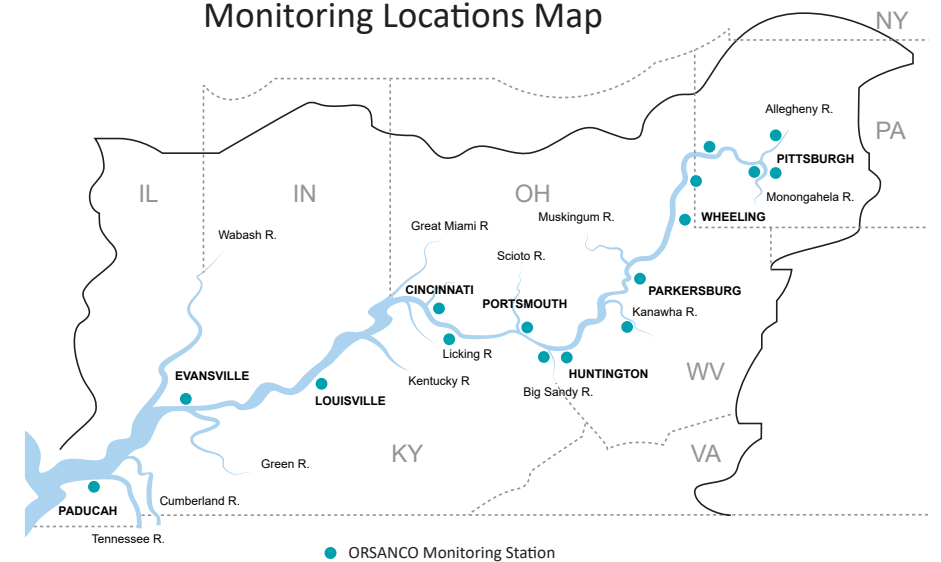 Monitoring Locations Map
NY
Allegheny R.
PA
PITTSBURGH
IL
IN
OH
Monongahela R.
Muskingum R.
WHEELING
Great Miami R
Wabash R.
Scioto R.
CINCINNATI
PARKERSBURG
PORTSMOUTH
Kanawha R.
Licking R
WV
HUNTINGTON
EVANSVILLE
Kentucky R
Big Sandy R.
LOUISVILLE
KY
VA
Green R.
Cumberland R.
PADUCAH
Tennessee R.
ORSANCO Monitoring Station